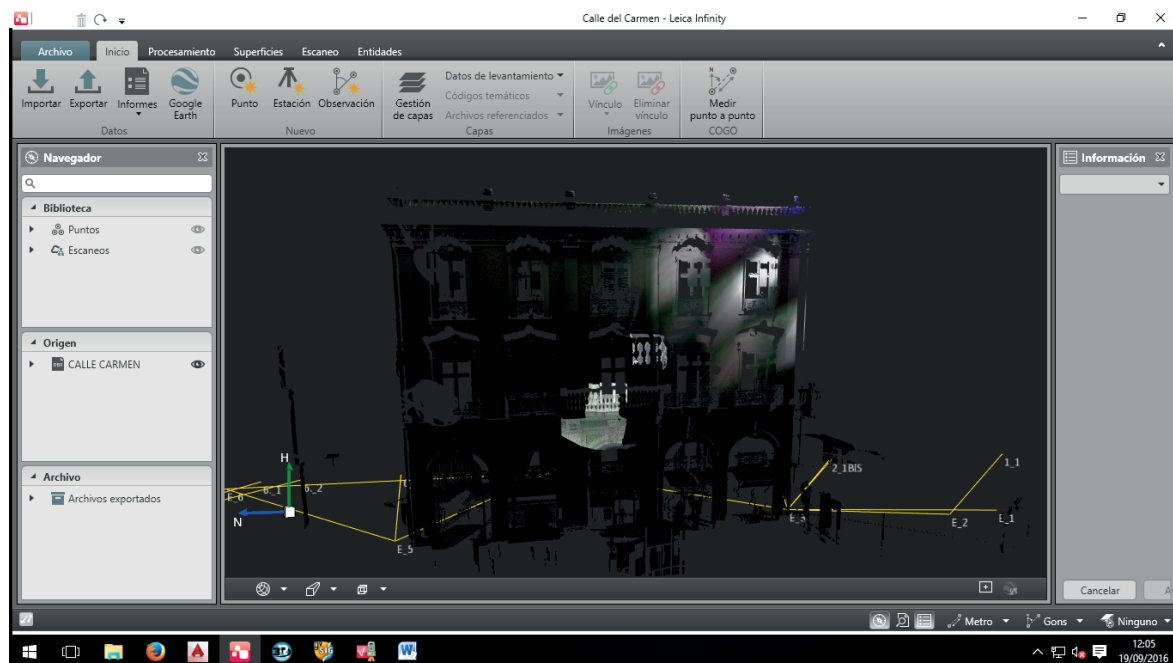 Calle del Carmen - Leica Infinity
Archivo Inicio Procesamiento Superficies Escaneo Entidades
Importar Exportar Informes Google Earth
Datos
Punto Estación Observación
Nuevo
Gestión de capas
Datos de levantamiento
Códigos temáticos
Archivos referenciados
Capas
Vínculo Eliminar vínculo
Imágenes
Medir punto a punto
COGO
Navegador
Biblioteca
Puntos
Escaneos
Origen
CALLE CARMEN
Archivo
Archivos exportados
H
N
E_6
6_1
6_2
E_5
2_1BIS
1_1
E_3
E_2
E_1
Información
Cancelar
Metro Gons Ninguno
12:05
19/09/2016